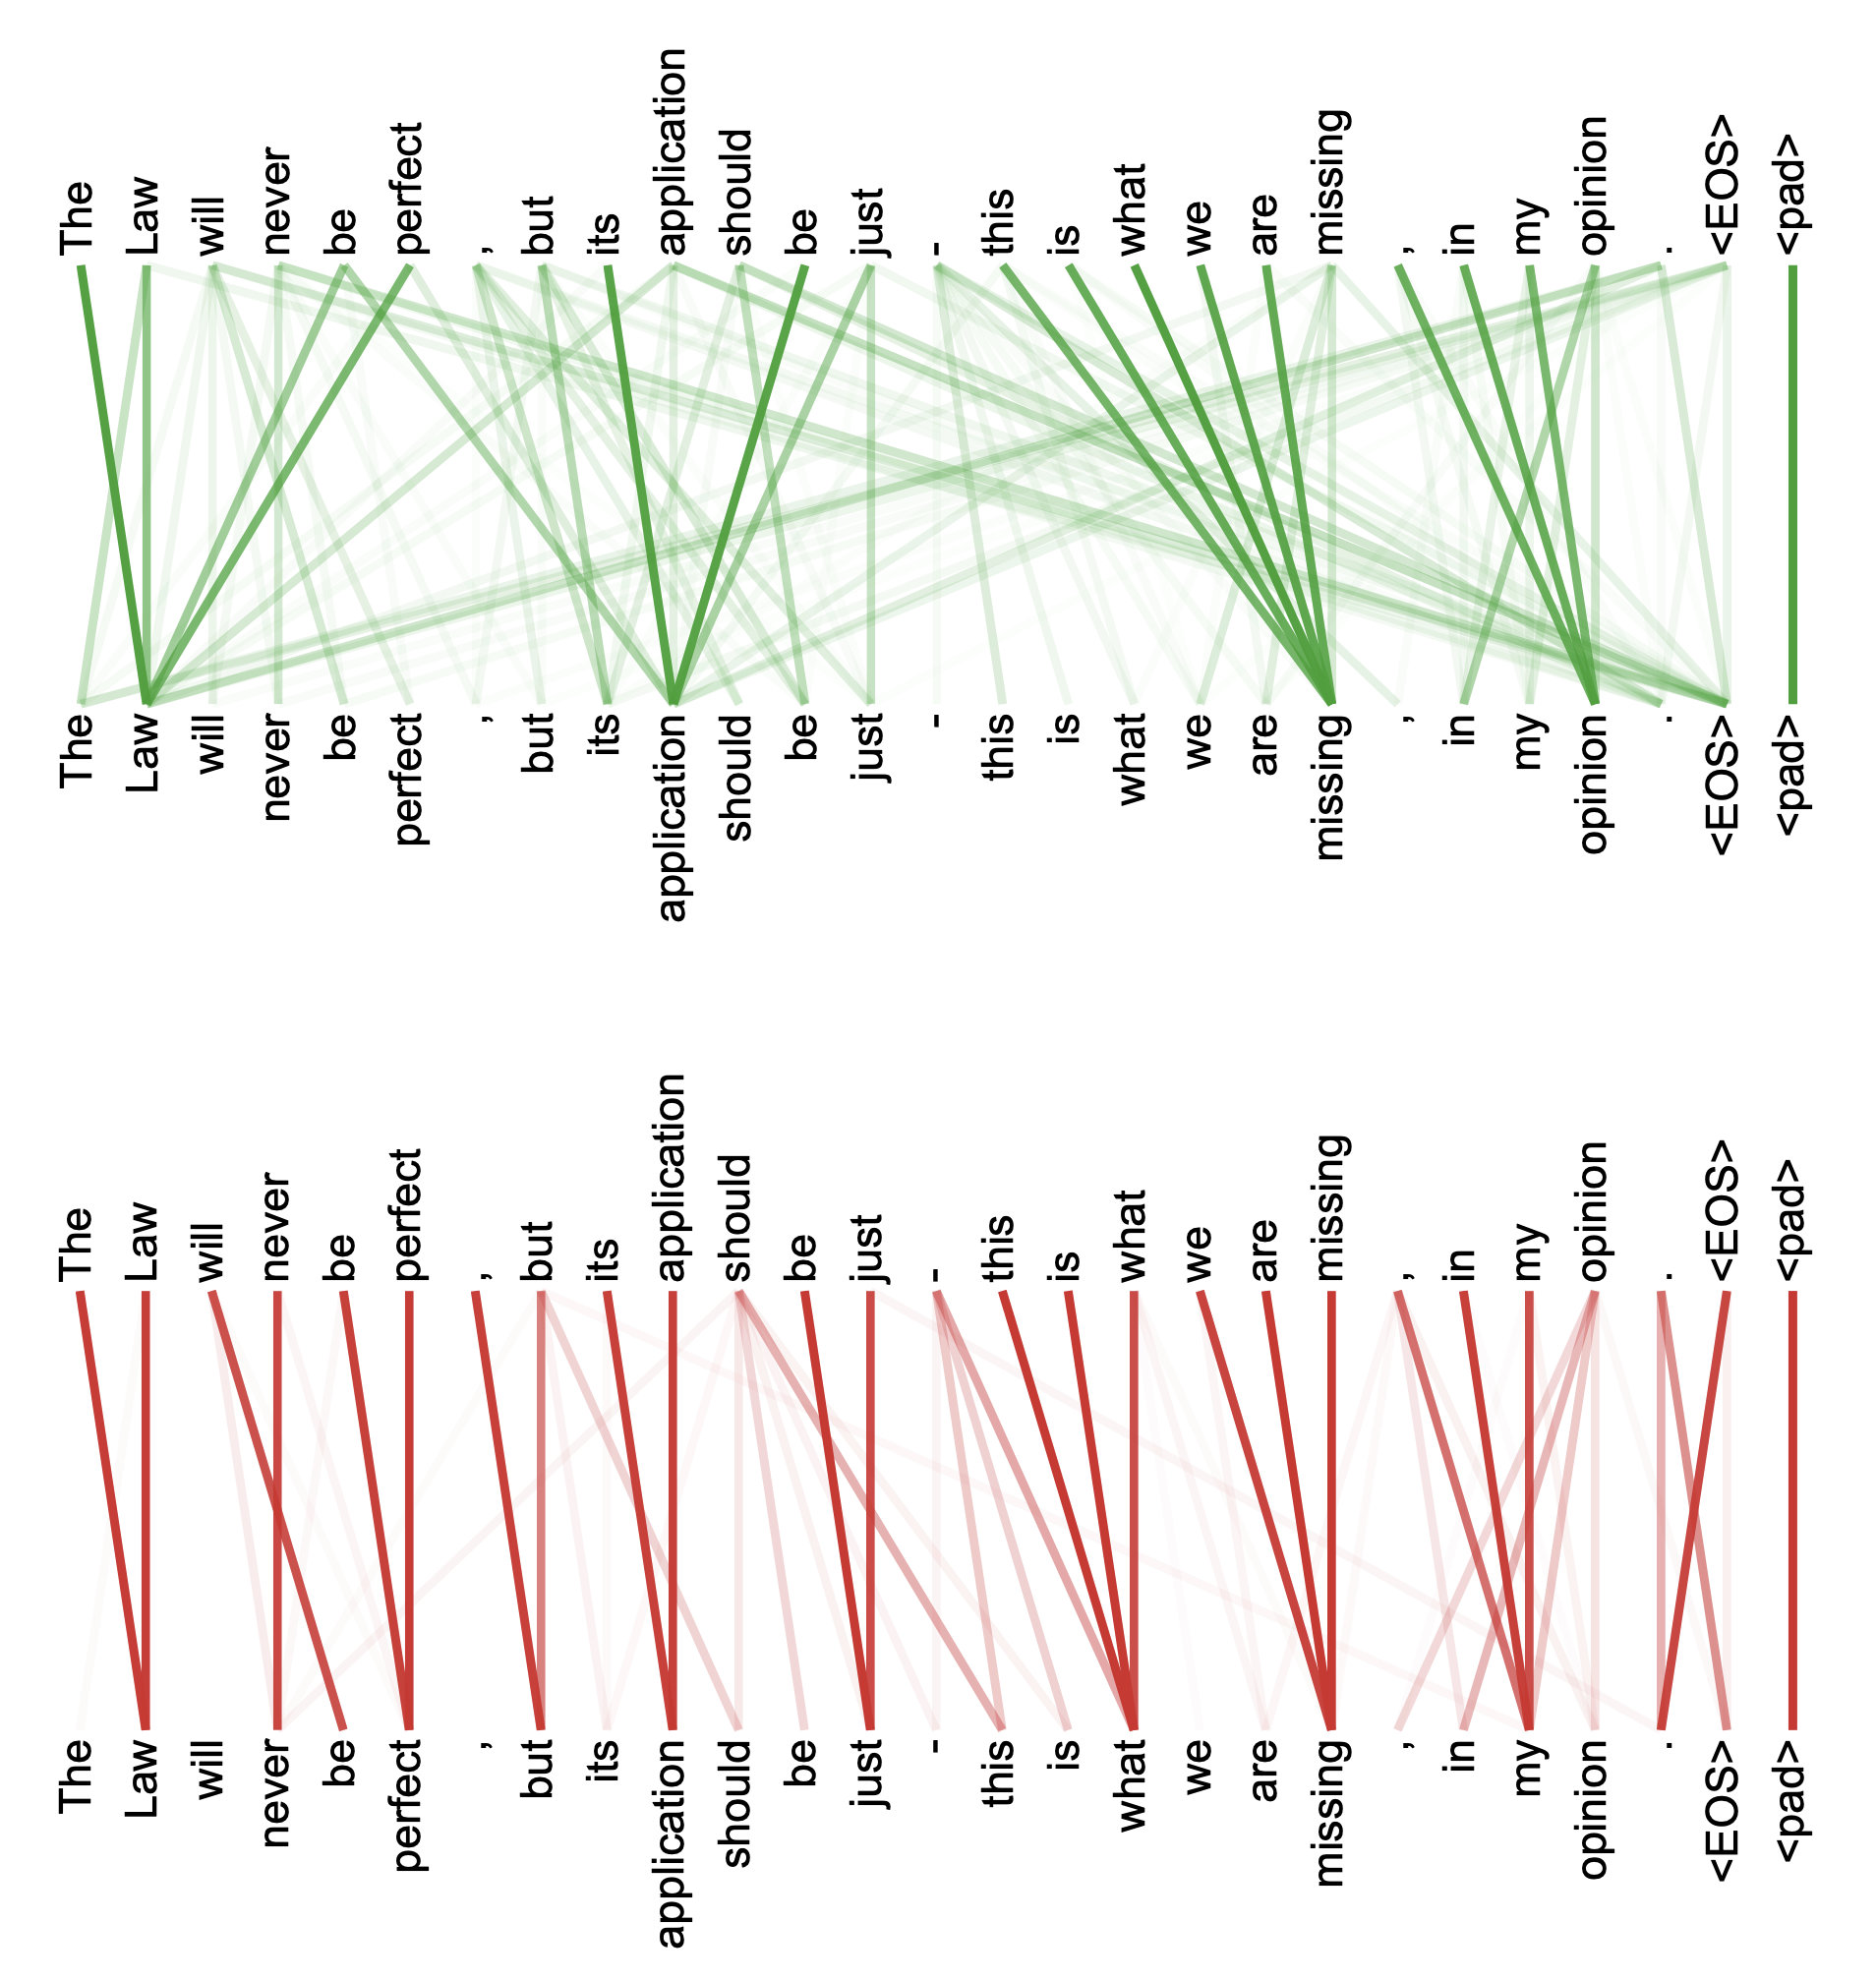 The Law will never be perfect , but its application should be just - this is what we are missing , in my opinion . <EOS> <pad>
The Law will never be perfect , but its application should be just - this is what we are missing , in my opinion . <EOS> <pad>
The Law will never be perfect , but its application should be just - this is what we are missing , in my opinion . <EOS> <pad>
The Law will never be perfect , but its application should be just - this is what we are missing , in my opinion . <EOS> <pad>